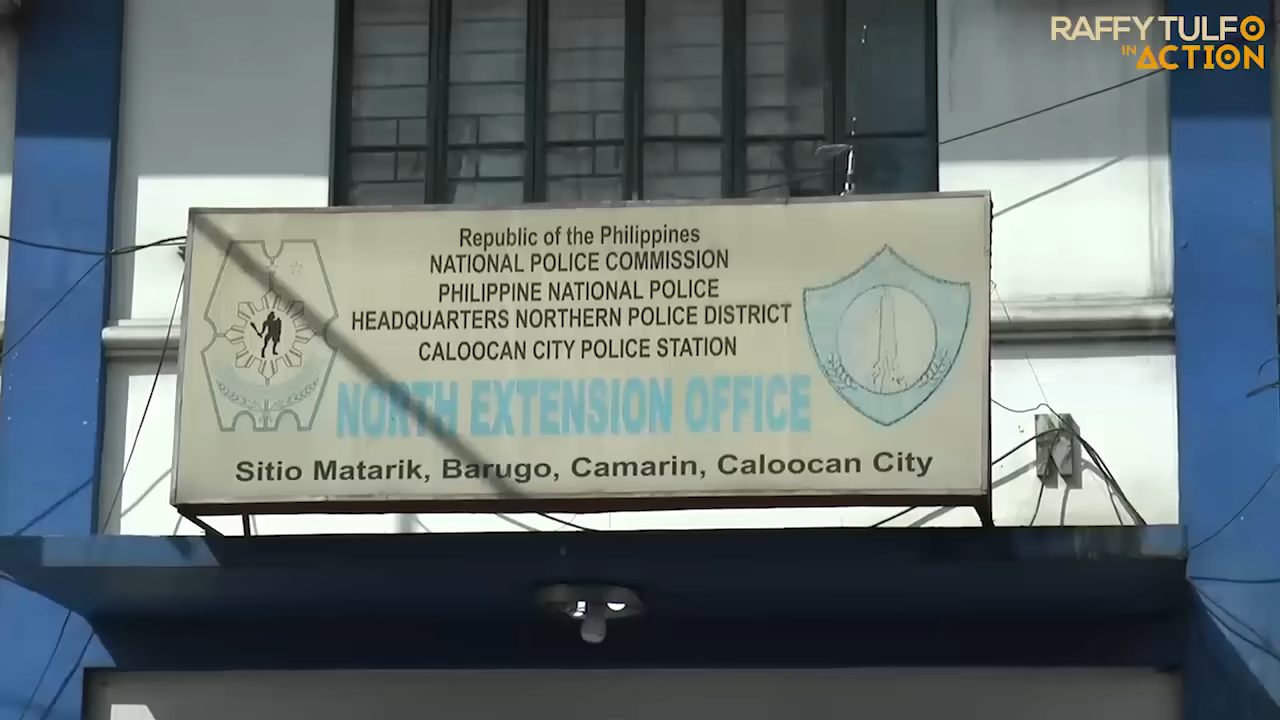 RAFFY TULFO
IN ACTION
Republic of the Philippines
NATIONAL POLICE COMMISSION
PHILIPPINE NATIONAL POLICE
HEADQUARTERS NORTHERN POLICE DISTRICT
CALOOCAN CITY POLICE STATION
NORTH EXTENSION OFFICE
Sitio Matarik, Barugo, Camarin, Caloocan City